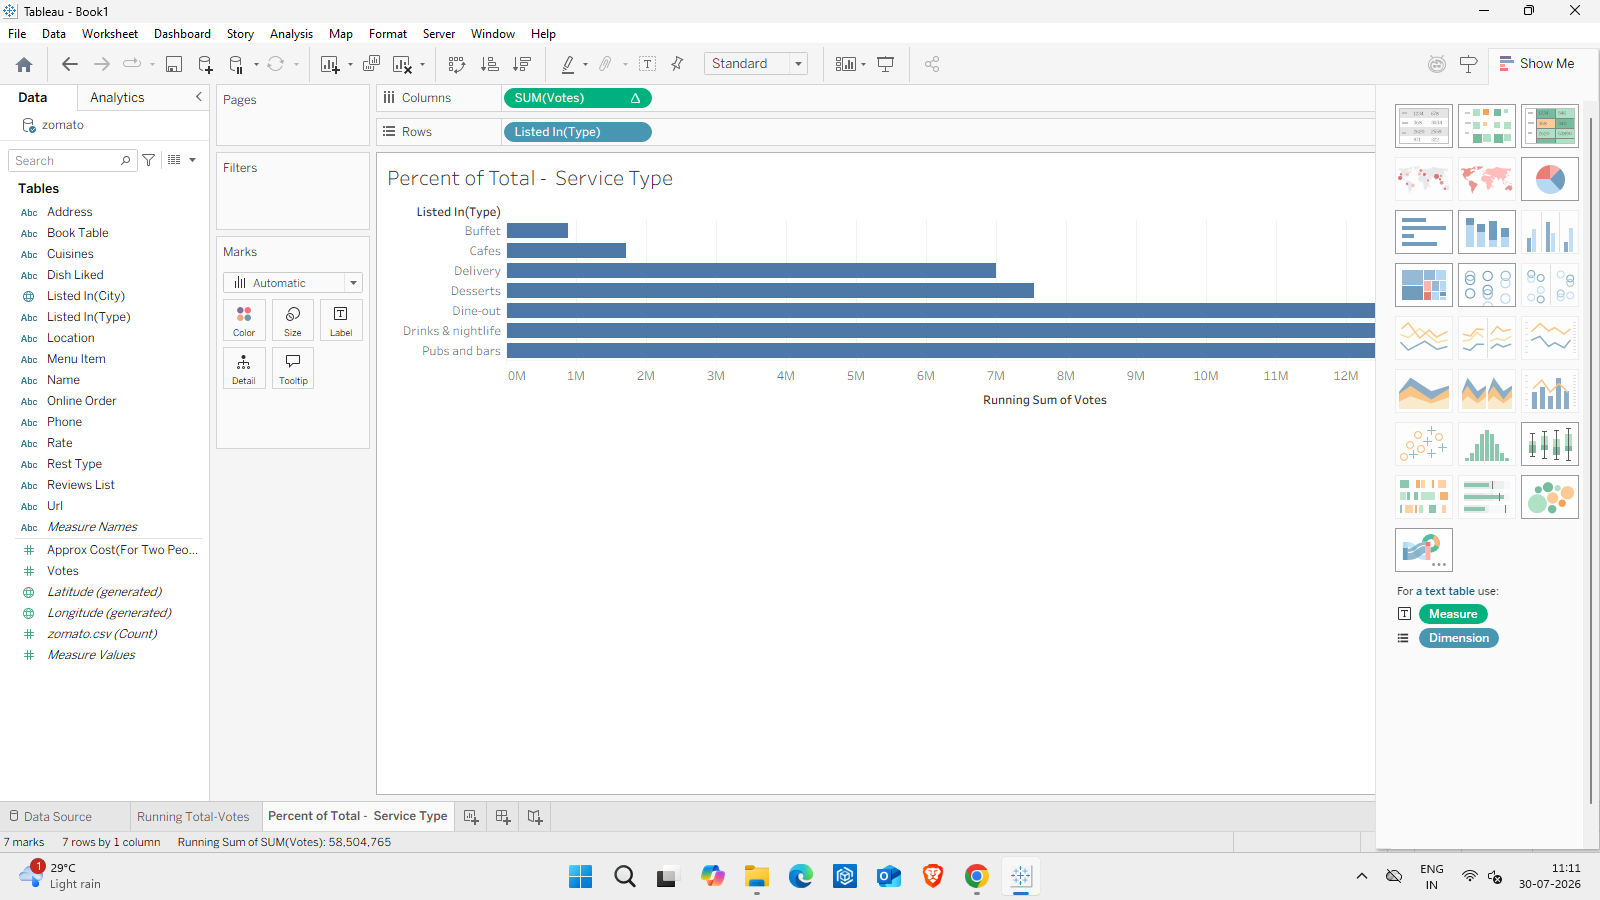 Tableau - Book1
File Data Worksheet Dashboard Story Analysis Map Format Server Window Help
Standard
Show Me
Data Analytics
zomato
Search
Tables
Abc Address
Abc Book Table
Abc Cuisines
Abc Dish Liked
Listed In(City)
Abc Listed In(Type)
Abc Location
Abc Menu Item
Abc Name
Abc Online Order
Abc Phone
Abc Rate
Abc Rest Type
Abc Reviews List
Abc Url
Abc Measure Names
Approx Cost(For Two Peo...
Votes
Latitude (generated)
Longitude (generated)
zomato.csv (Count)
Measure Values
Pages
Filters
Marks
Automatic
Color Size Label
Detail Tooltip
Columns SUM(Votes)
Rows Listed In(Type)
Percent of Total - Service Type
Listed In(Type)
Buffet
Cafes
Delivery
Desserts
Dine-out
Drinks & nightlife
Pubs and bars
0M 1M 2M 3M 4M 5M 6M 7M 8M 9M 10M 11M 12M
Running Sum of Votes
For a text table use:
Measure
Dimension
Data Source Running Total-Votes Percent of Total - Service Type
7 marks 7 rows by 1 column Running Sum of SUM(Votes): 58,504,765
1
29°C
Light rain
ENG
IN
11:11
30-07-2026